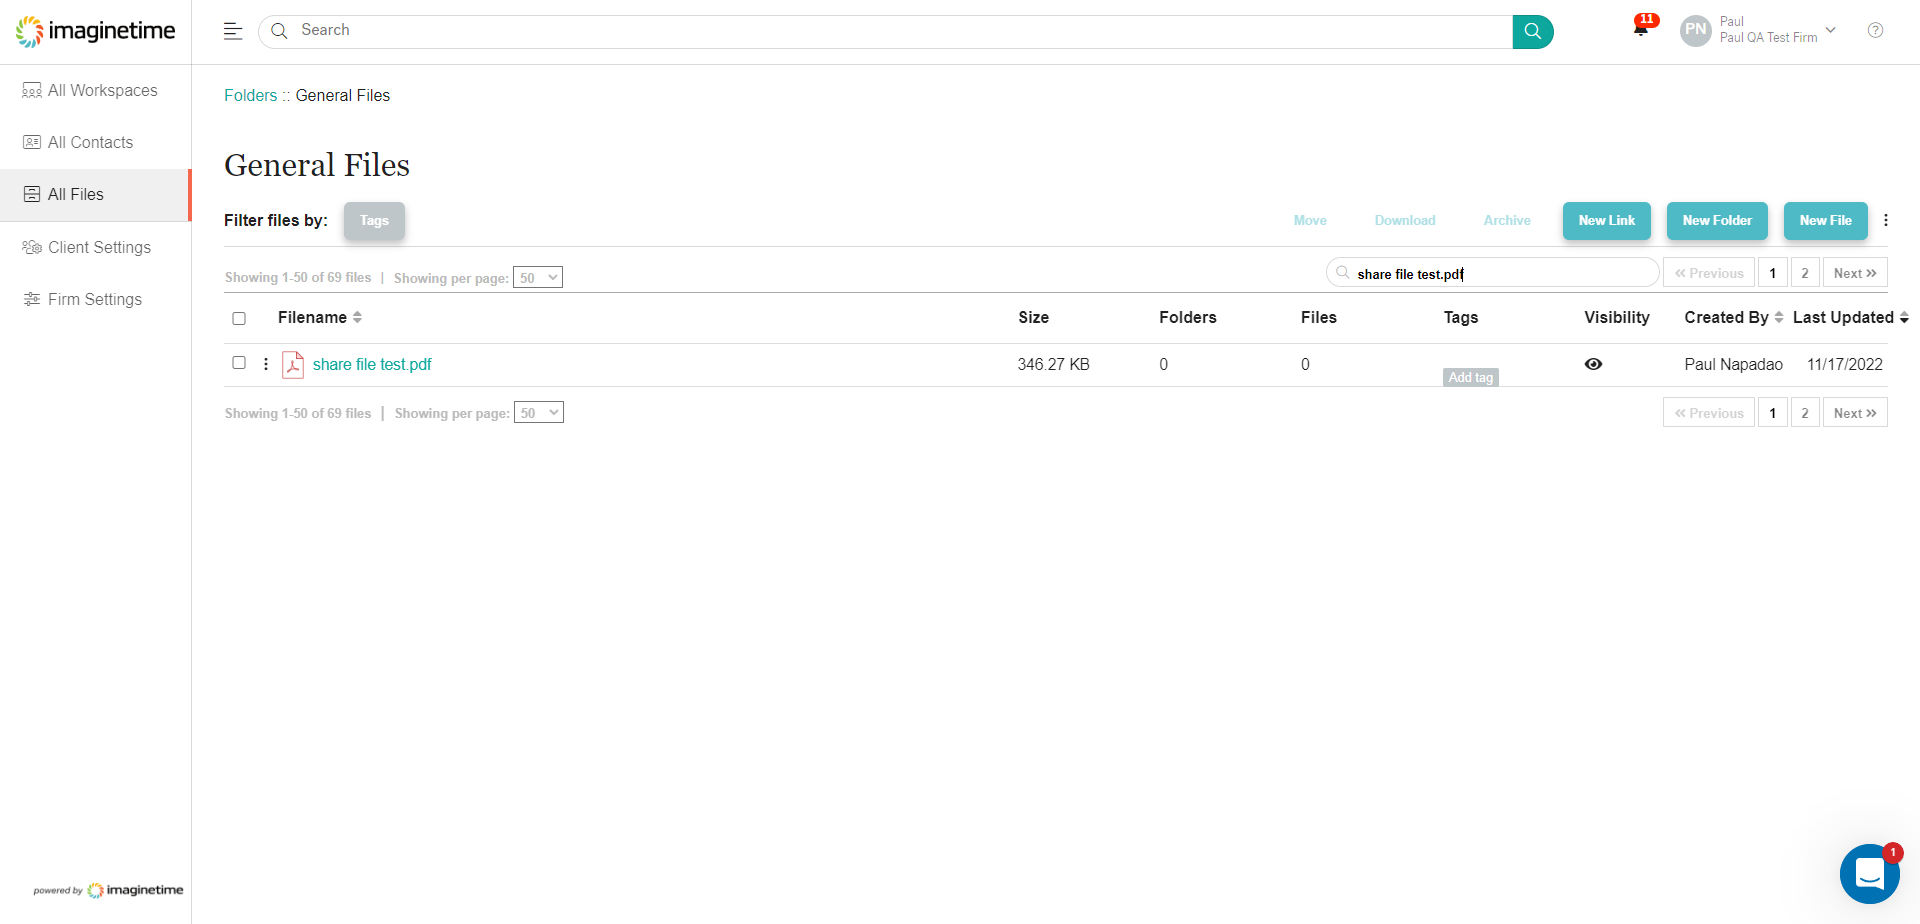 imaginetime
Search
11
PN
Paul
Paul QA Test Firm
?
All Workspaces
All Contacts
All Files
Client Settings
Firm Settings
Folders :: General Files
General Files
Filter files by: Tags
Move Download Archive New Link New Folder New File
Showing 1-50 of 69 files | Showing per page: 50
share file test.pdf
« Previous 1 2 Next »
Filename Size Folders Files Tags Visibility Created By Last Updated
share file test.pdf 346.27 KB 0 0 Add tag Paul Napadao 11/17/2022
Showing 1-50 of 69 files | Showing per page: 50
« Previous 1 2 Next »
powered by imaginetime
1